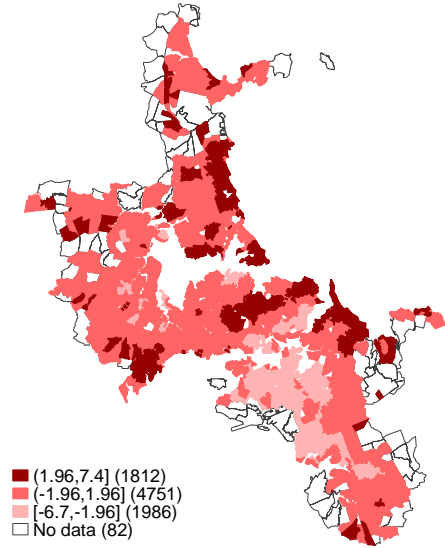 (1.96,7.4] (1812)
(-1.96,1.96] (4751)
[-6.7,-1.96] (1986)
No data (82)